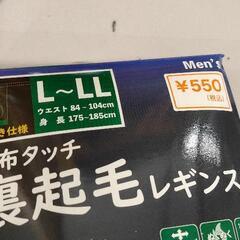 Men's
¥550
(税込)
L~LL
ウエスト 84~104cm
身長 175~185cm
き仕様
布タッチ
裏起毛レギンス